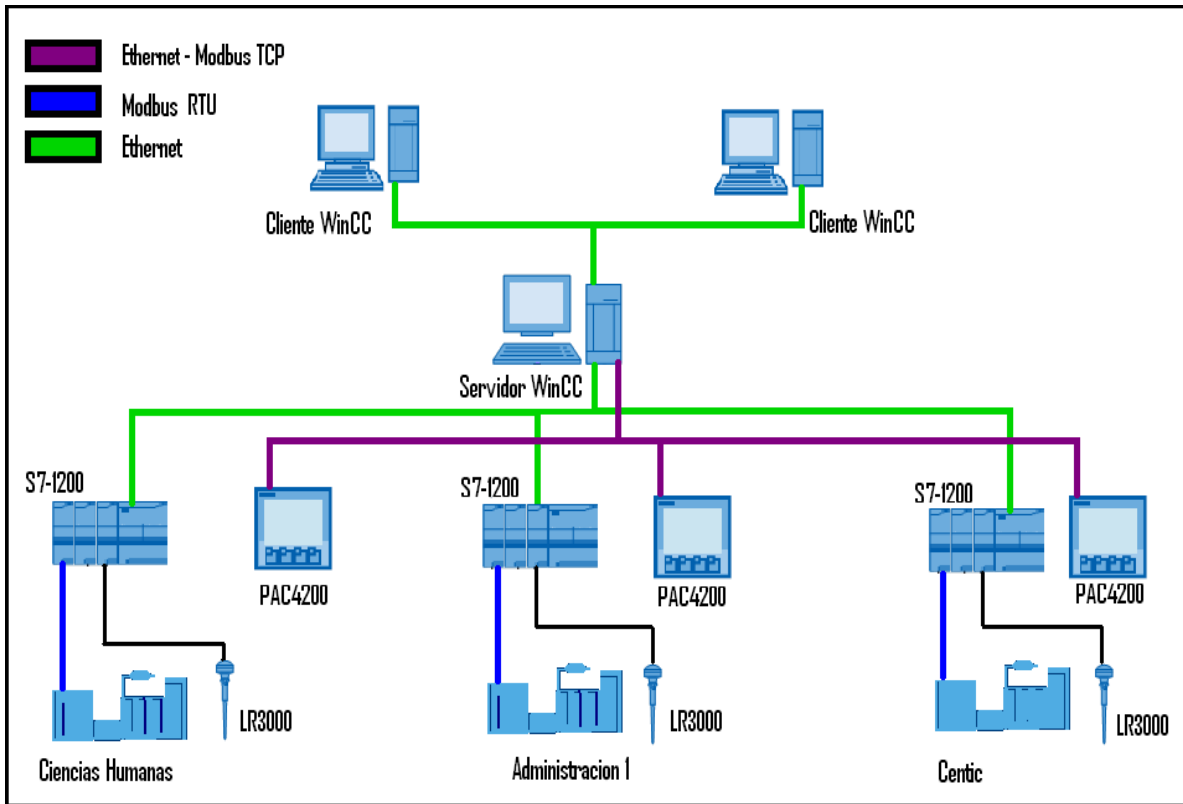 Ethernet - Modbus TCP
Modbus RTU
Ethernet
Cliente WinCC
Cliente WinCC
Servidor WinCC
S7-1200
S7-1200
S7-1200
PAC4200
PAC4200
PAC4200
LR3000
LR3000
LR3000
Ciencias Humanas
Administracion 1
Centic